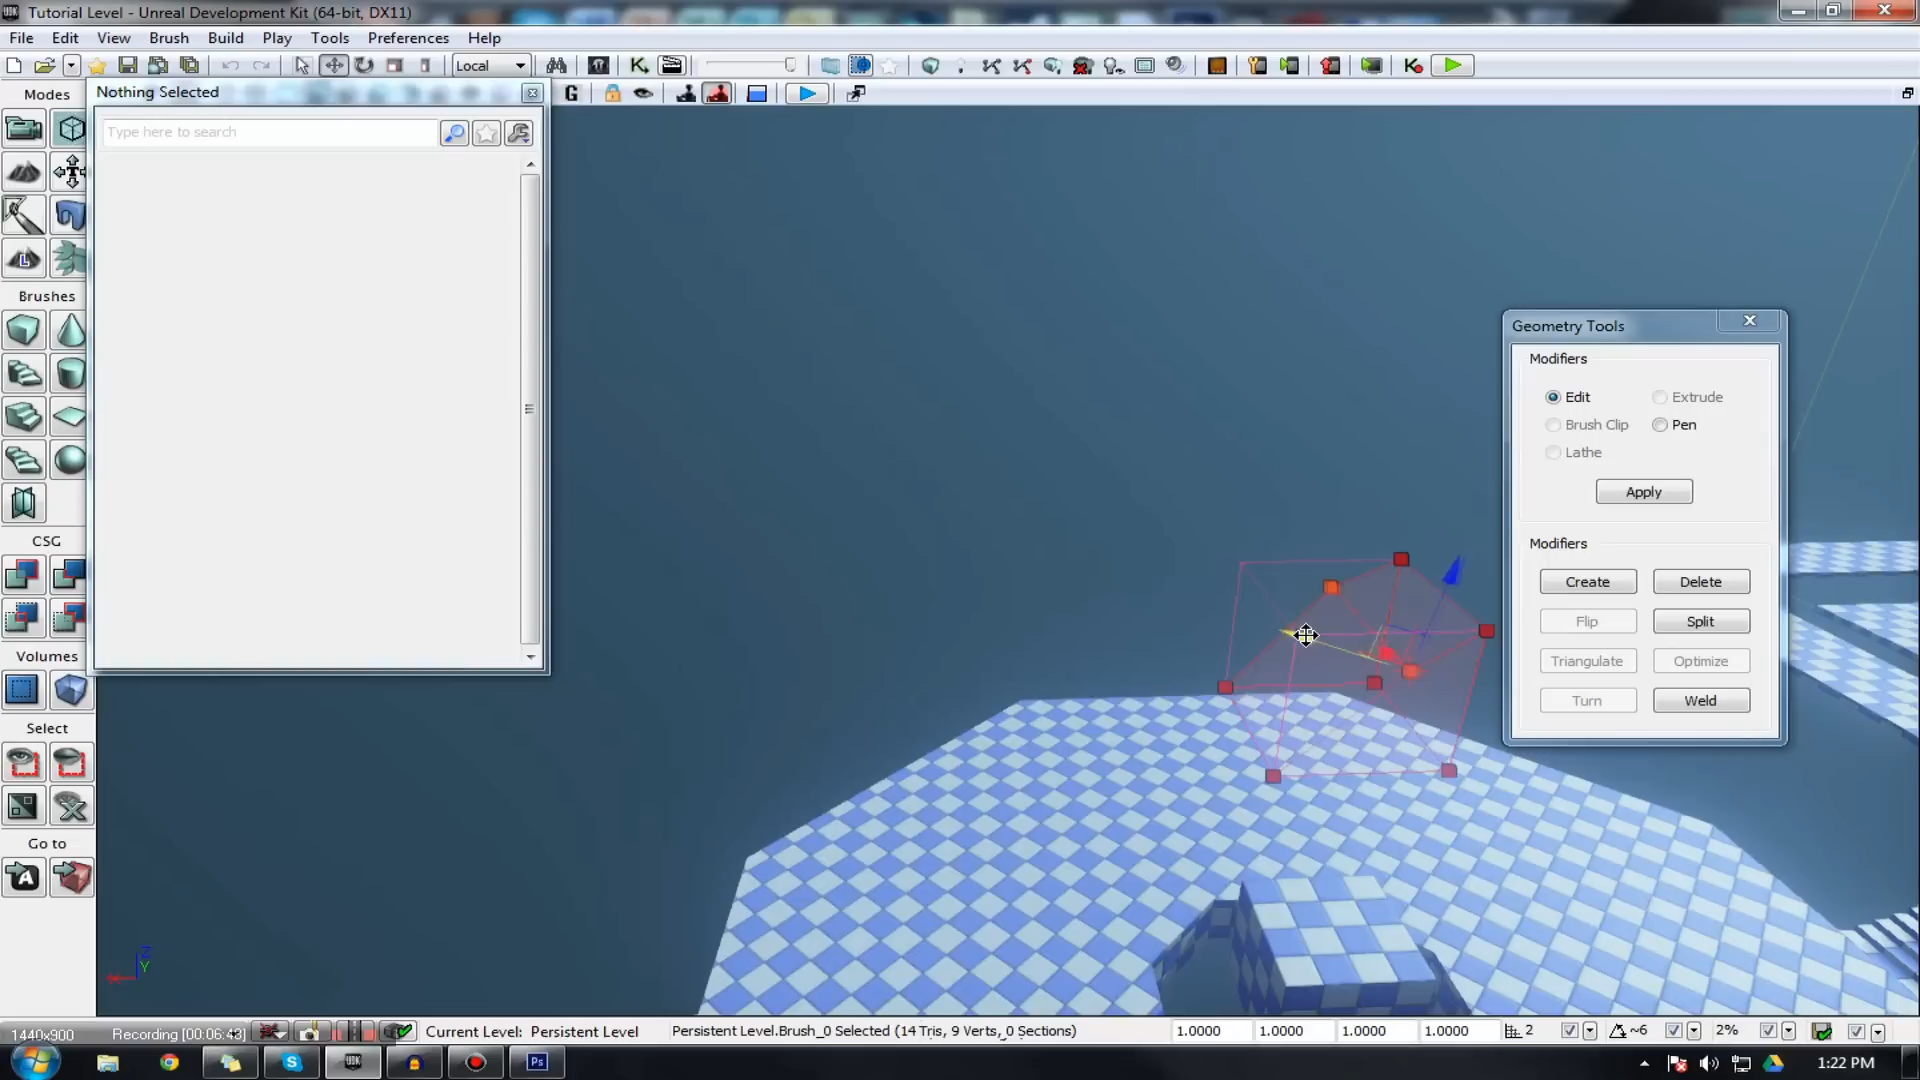 Tutorial Level - Unreal Development Kit (64-bit, DX11)
File Edit View Brush Build Play Tools Preferences Help
Local
Modes
Nothing Selected
G
Type here to search
Brushes
CSG
Volumes
Select
Go to
Geometry Tools
Modifiers
Edit Extrude
Brush Clip Pen
Lathe
Apply
Modifiers
Create Delete
Flip Split
Triangulate Optimize
Turn Weld
Z
Y
1440x900 Recording [00:06:43] Current Level: Persistent Level Persistent Level.Brush_0 Selected (14 Tris, 9 Verts, 0 Sections) 1.0000 1.0000 1.0000 1.0000 2 ~6 2%
UDK Ps 1:22 PM